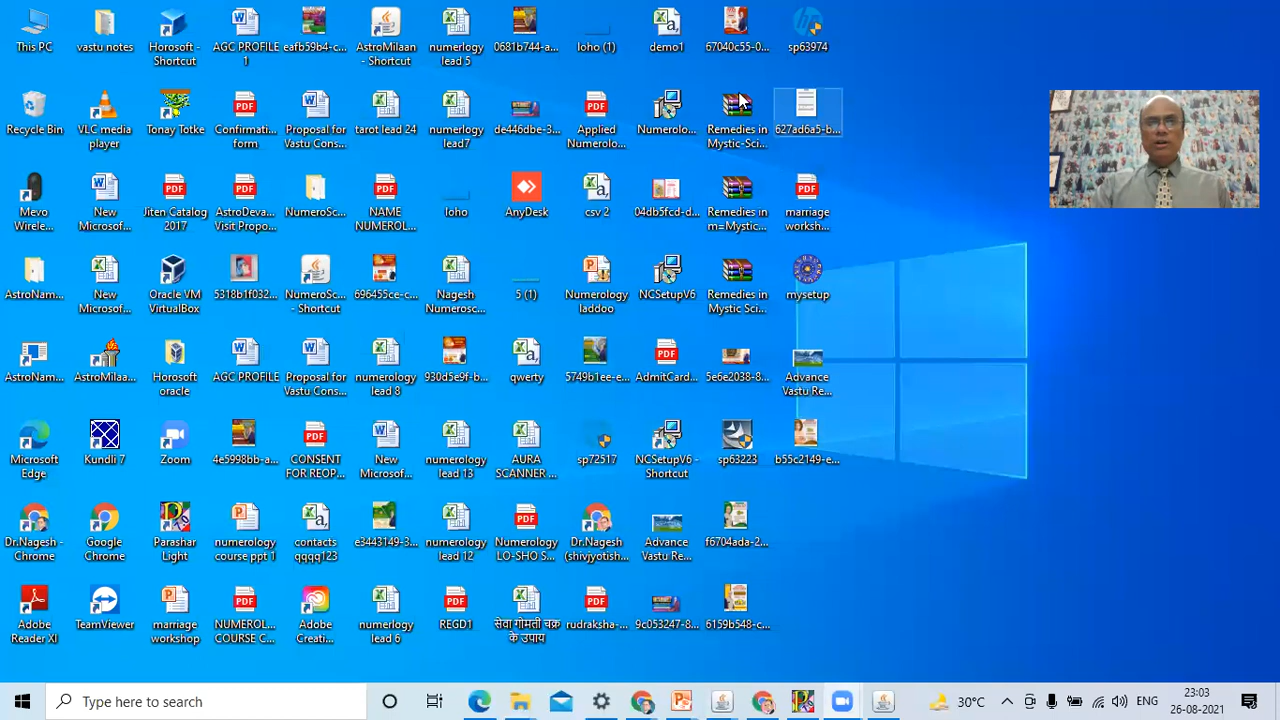 This PC
vastu notes
Horosoft -
Shortcut
AGC PROFILE
1
eafb59b4-c...
AstroMilaan
- Shortcut
numerlogy
lead 5
0681b744-a...
loho (1)
demo1
67040c55-0...
sp63974
Recycle Bin
VLC media
player
Tonay Totke
Confirmati...
form
Proposal for
Vastu Cons...
tarot lead 24
numerlogy
lead7
de446dbe-3...
Applied
Numerolo...
Numerolo...
Remedies in
Mystic-Sci...
627ad6a5-b...
Mevo
Wirele...
New
Microsof...
Jiten Catalog
2017
AstroDeva...
Visit Propo...
NumeroSc...
NAME
NUMEROL...
loho
AnyDesk
csv 2
04db5fcd-d...
Remedies in
m=Mystic...
marriage
worksh...
AstroNam...
New
Microsof...
Oracle VM
VirtualBox
5318b1f032...
NumeroSc...
- Shortcut
696455ce-c...
Nagesh
Numerosc...
5 (1)
Numerology
laddoo
NCSetupV6
Remedies in
Mystic Sci...
mysetup
AstroNam...
AstroMilaa...
Horosoft
oracle
AGC PROFILE
Proposal for
Vastu Cons...
numerlogy
lead 8
930d5e9f-b...
qwerty
5749b1ee-e...
AdmitCard...
5e6e2038-8...
Advance
Vastu Re...
Microsoft
Edge
Kundli 7
Zoom
4e5998bb-a...
CONSENT
FOR REOP...
New
Microsof...
numerlogy
lead 13
AURA
SCANNER ...
sp72517
NCSetupV6 -
Shortcut
sp63223
b55c2149-e...
Dr.Nagesh -
Chrome
Google
Chrome
Parashar
Light
numerology
course ppt 1
contacts
qqqq123
e3443149-3...
numerlogy
lead 12
Numerology
LO-SHO S...
Dr.Nagesh
(shivjyotish...
Advance
Vastu Re...
f6704ada-2...
Adobe
Reader XI
TeamViewer
marriage
workshop
NUMEROL...
COURSE C...
Adobe
Creati...
numerlogy
lead 6
REGD1
सेवा गोमती चक्र
के उपाय
rudraksha-...
9c053247-8...
6159b548-c...
Type here to search
30°C
ENG
23:03
26-08-2021